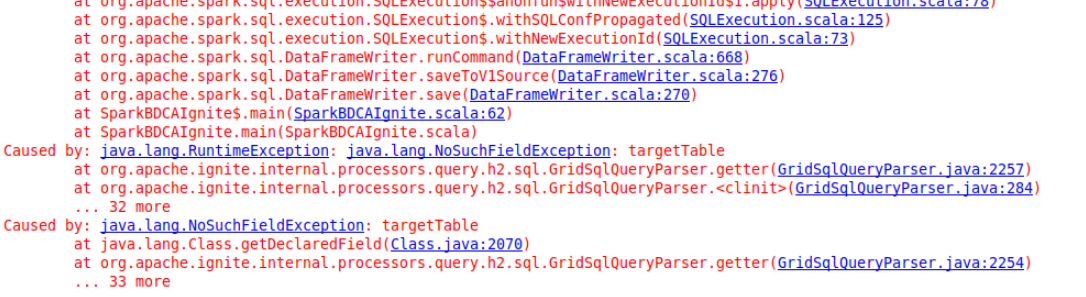 at org.apache.spark.sql.execution.SQLExecution$$anonfun$withNewExecutionId$1.apply(SQLExecution.scala:78)
at org.apache.spark.sql.execution.SQLExecution$.withSQLConfPropagated(SQLExecution.scala:125)
at org.apache.spark.sql.execution.SQLExecution$.withNewExecutionId(SQLExecution.scala:73)
at org.apache.spark.sql.DataFrameWriter.runCommand(DataFrameWriter.scala:668)
at org.apache.spark.sql.DataFrameWriter.saveToV1Source(DataFrameWriter.scala:276)
at org.apache.spark.sql.DataFrameWriter.save(DataFrameWriter.scala:270)
at SparkBDCAIgnite$.main(SparkBDCAIgnite.scala:62)
at SparkBDCAIgnite.main(SparkBDCAIgnite.scala)
Caused by: java.lang.RuntimeException: java.lang.NoSuchFieldException: targetTable
at org.apache.ignite.internal.processors.query.h2.sql.GridSqlQueryParser.getter(GridSqlQueryParser.java:2257)
at org.apache.ignite.internal.processors.query.h2.sql.GridSqlQueryParser.<clinit>(GridSqlQueryParser.java:284)
... 32 more
Caused by: java.lang.NoSuchFieldException: targetTable
at java.lang.Class.getDeclaredField(Class.java:2070)
at org.apache.ignite.internal.processors.query.h2.sql.GridSqlQueryParser.getter(GridSqlQueryParser.java:2254)
... 33 more